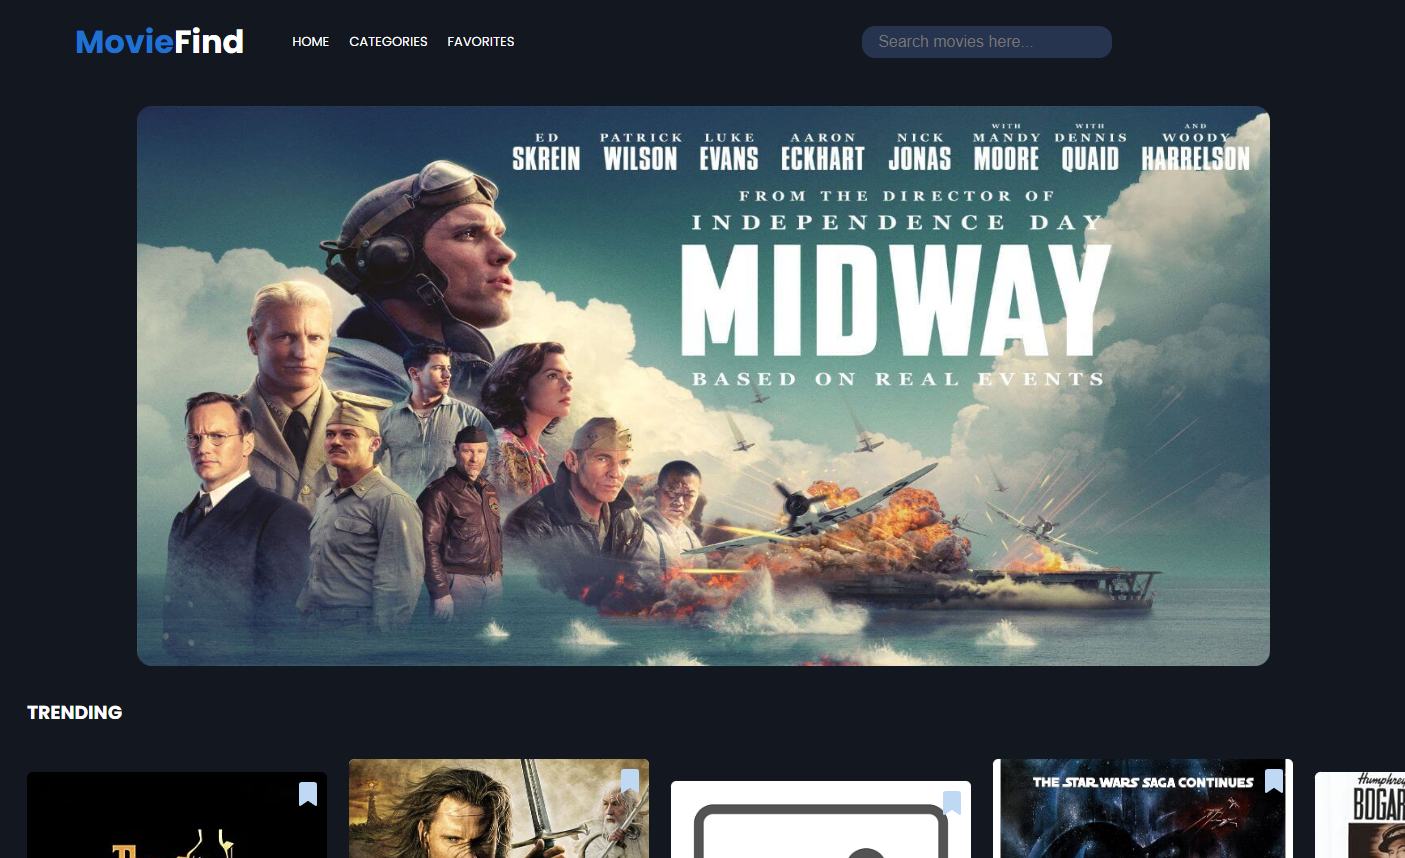 MovieFind
HOME CATEGORIES FAVORITES
Search movies here...
ED SKREIN
PATRICK WILSON
LUKE EVANS
AARON ECKHART
NICK JONAS
WITH MANDY MOORE
WITH DENNIS QUAID
AND WOODY HARRELSON
FROM THE DIRECTOR OF
INDEPENDENCE DAY
MIDWAY
BASED ON REAL EVENTS
TRENDING
THE STAR WARS SAGA CONTINUES